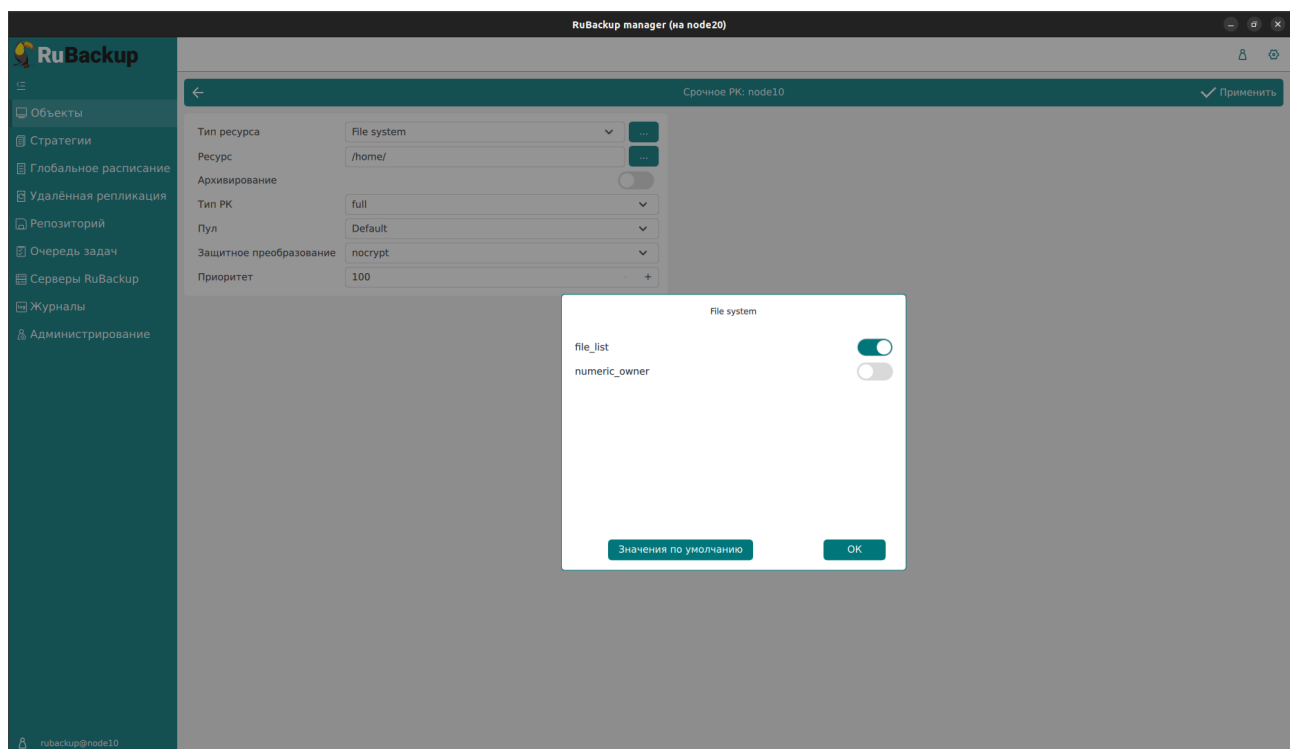 RuBackup manager (на node20)
RuBackup
Срочное РК: node10
Применить
Объекты
Стратегии
Глобальное расписание
Удалённая репликация
Репозиторий
Очередь задач
Серверы RuBackup
Журналы
Администрирование
Тип ресурса File system ...
Ресурс /home/ ...
Архивирование
Тип РК full
Пул Default
Защитное преобразование nocrypt
Приоритет 100 - +
File system
file_list
numeric_owner
Значения по умолчанию OK
rubackup@node10